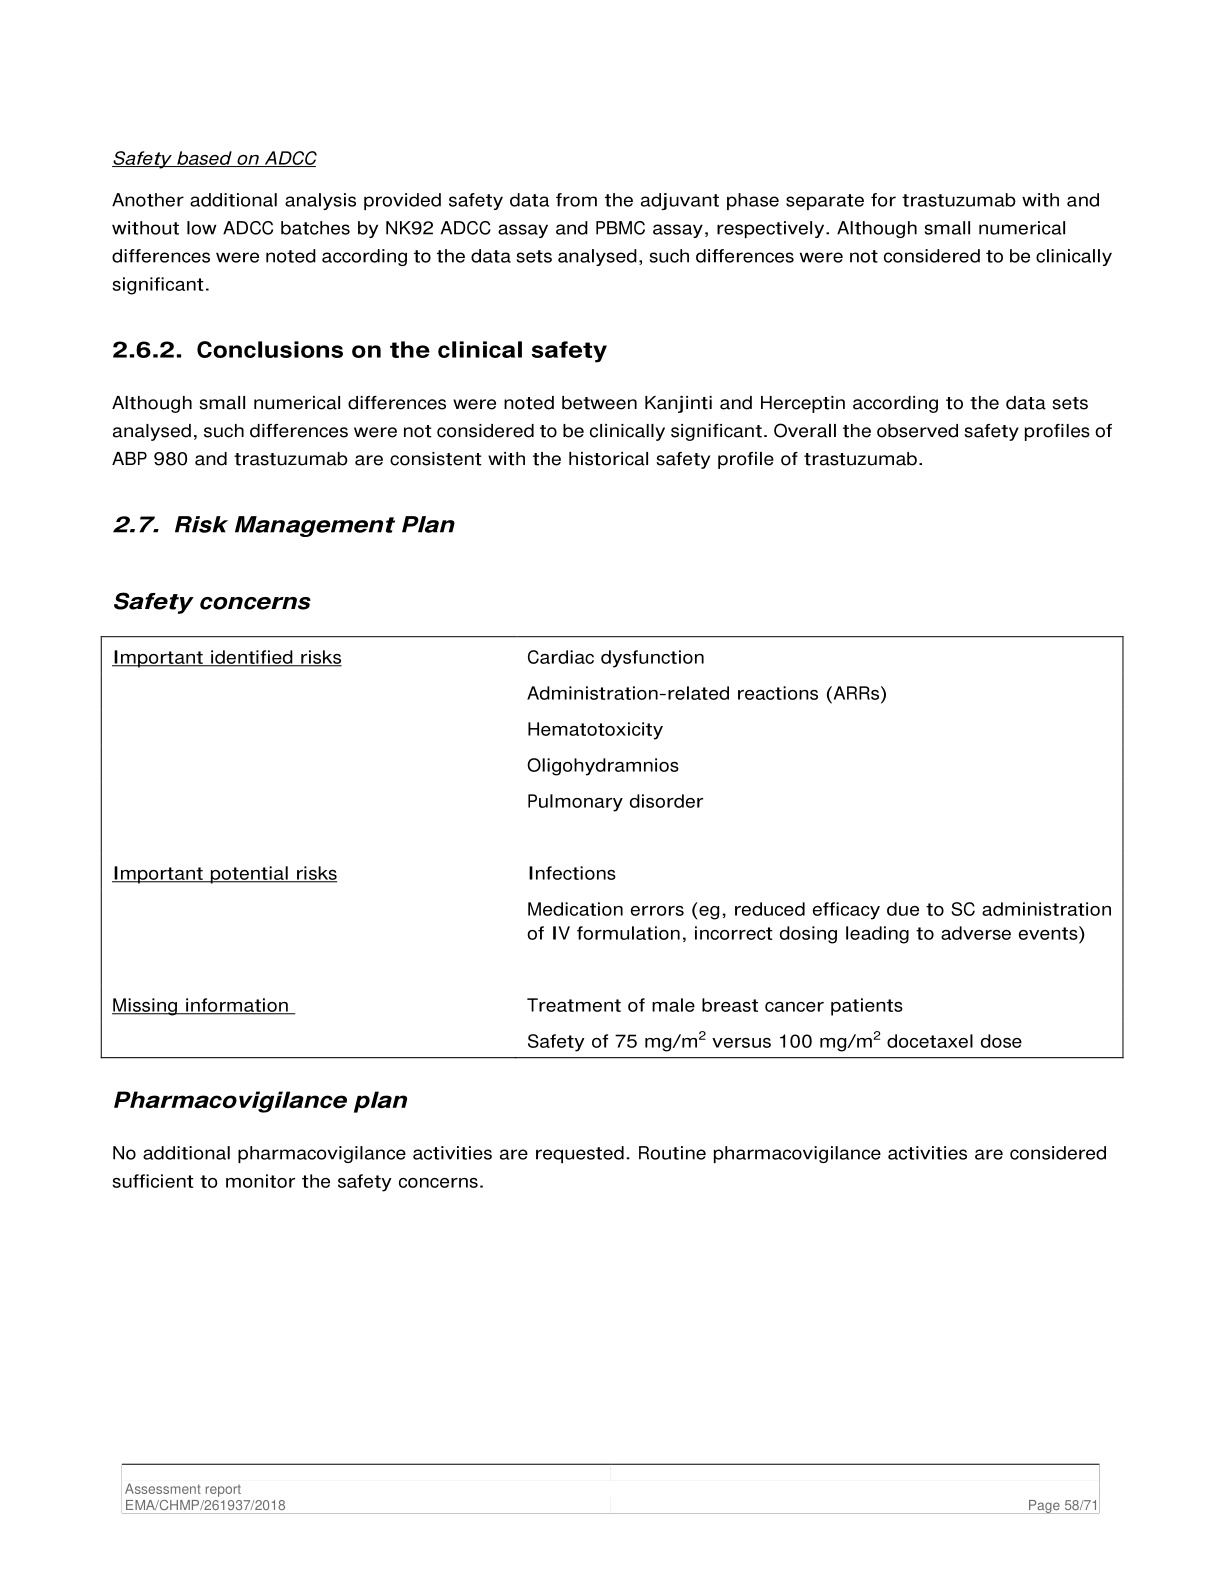 Safety based on ADCC
Another additional analysis provided safety data from the adjuvant phase separate for trastuzumab with and
without low ADCC batches by NK92 ADCC assay and PBMC assay, respectively. Although small numerical
differences were noted according to the data sets analysed, such differences were not considered to be clinically
significant.
2.6.2. Conclusions on the clinical safety
Although small numerical differences were noted between Kanjinti and Herceptin according to the data sets
analysed, such differences were not considered to be clinically significant. Overall the observed safety profiles of
ABP 980 and trastuzumab are consistent with the historical safety profile of trastuzumab.
2.7. Risk Management Plan
Safety concerns
Important identified risks Cardiac dysfunction
Administration-related reactions (ARRs)
Hematotoxicity
Oligohydramnios
Pulmonary disorder
Important potential risks Infections
Medication errors (eg, reduced efficacy due to SC administration
of IV formulation, incorrect dosing leading to adverse events)
Missing information Treatment of male breast cancer patients
Safety of 75 mg/m² versus 100 mg/m² docetaxel dose
Pharmacovigilance plan
No additional pharmacovigilance activities are requested. Routine pharmacovigilance activities are considered
sufficient to monitor the safety concerns.
Assessment report
EMA/CHMP/261937/2018 Page 58/71